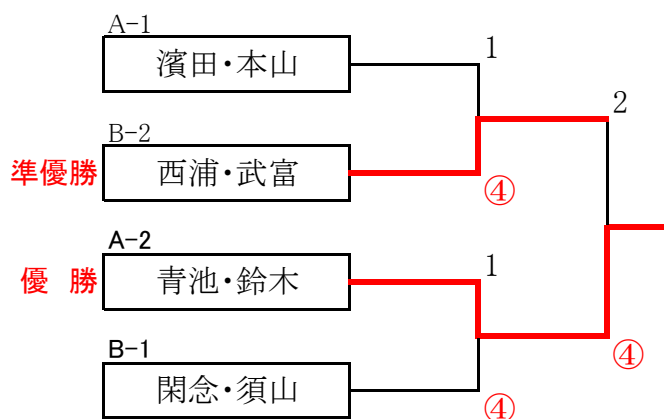 A-1
濱田・本山
1
B-2
準優勝
西浦・武富
④
2
A-2
優 勝
青池・鈴木
1
④
B-1
閑念・須山
④